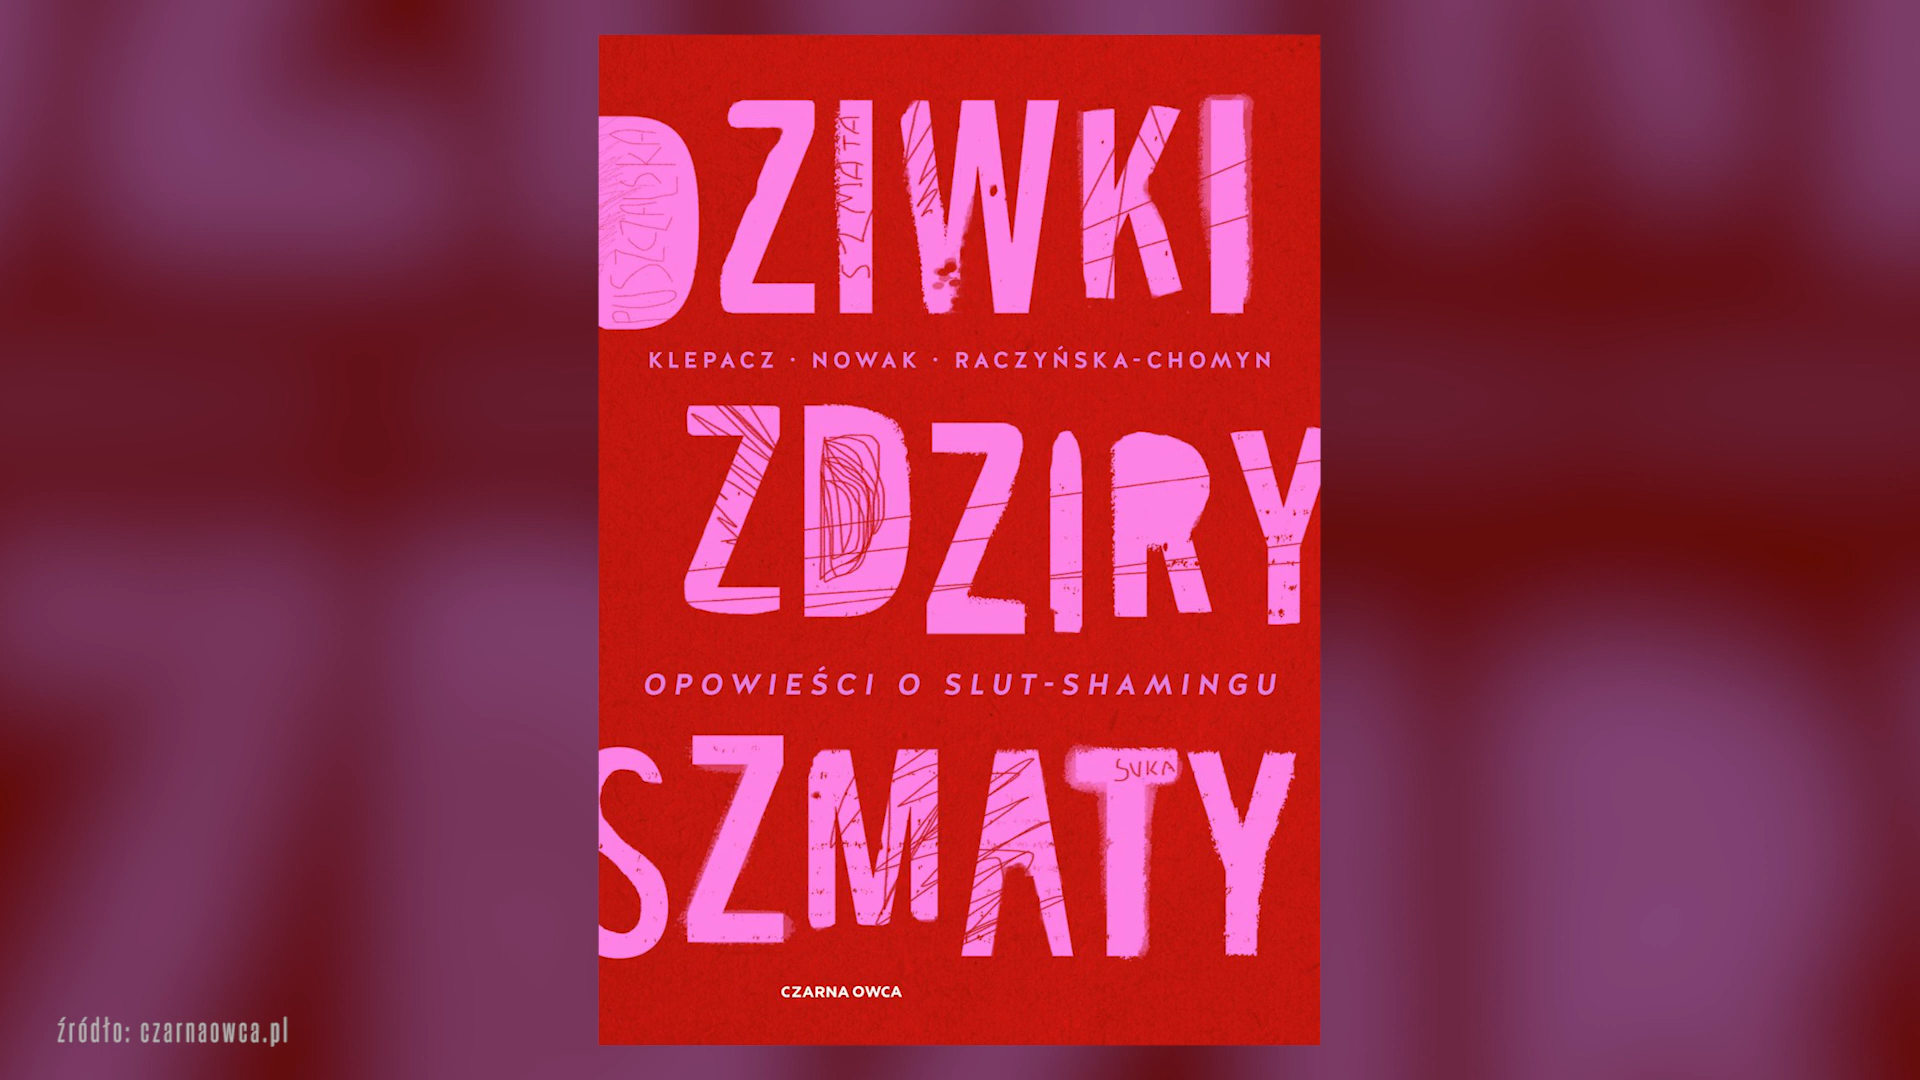 DZIWKI
PUSZCZALSKA
SZMATA
KLEPACZ · NOWAK · RACZYŃSKA-CHOMYN
ZDZIRY
OPOWIEŚCI O SLUT-SHAMINGU
SZMATY
SUKA
CZARNA OWCA
źródło: czarnaowca.pl